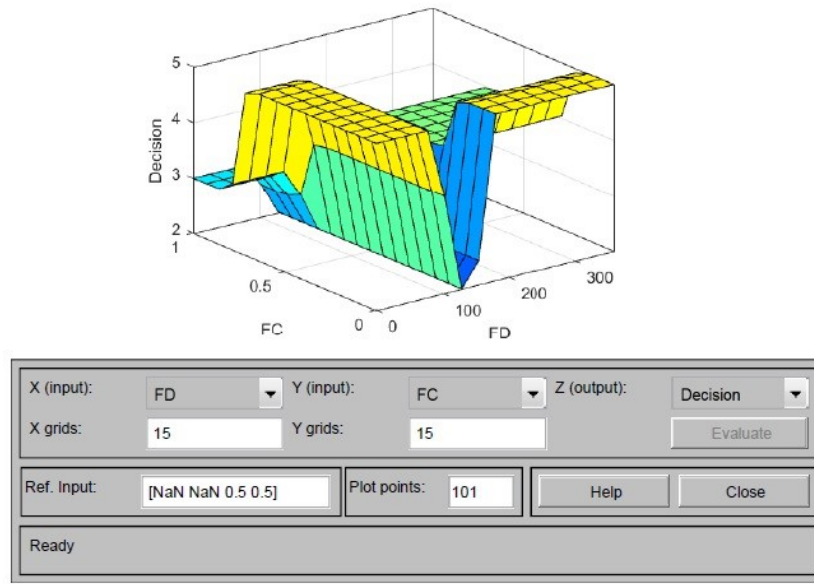 5
4
3
2
Decision
1
0.5
0
FC
0
100
200
300
FD
X (input):
FD
Y (input):
FC
Z (output):
Decision
X grids:
15
Y grids:
15
Evaluate
Ref. Input:
[NaN NaN 0.5 0.5]
Plot points:
101
Help
Close
Ready